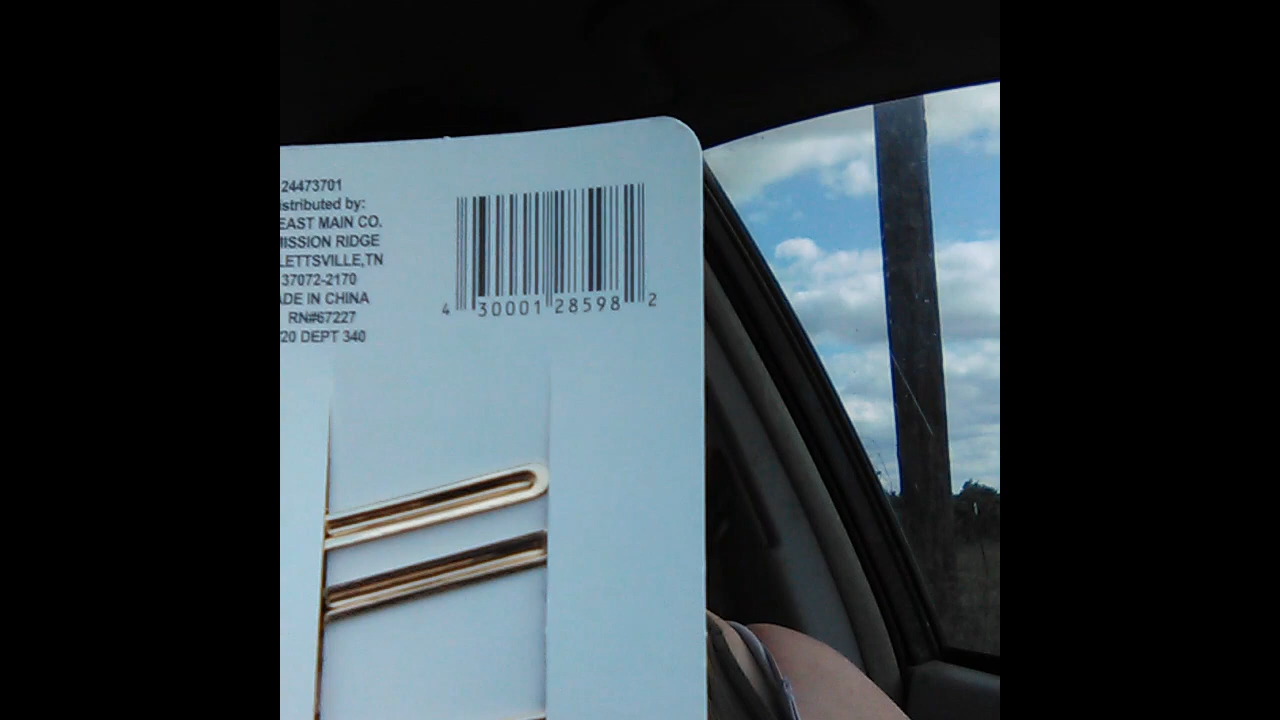 24473701
istributed by:
EAST MAIN CO.
MISSION RIDGE
LETTSVILLE,TN
37072-2170
ADE IN CHINA
RN#67227
20 DEPT 340
4 30001 28598 2